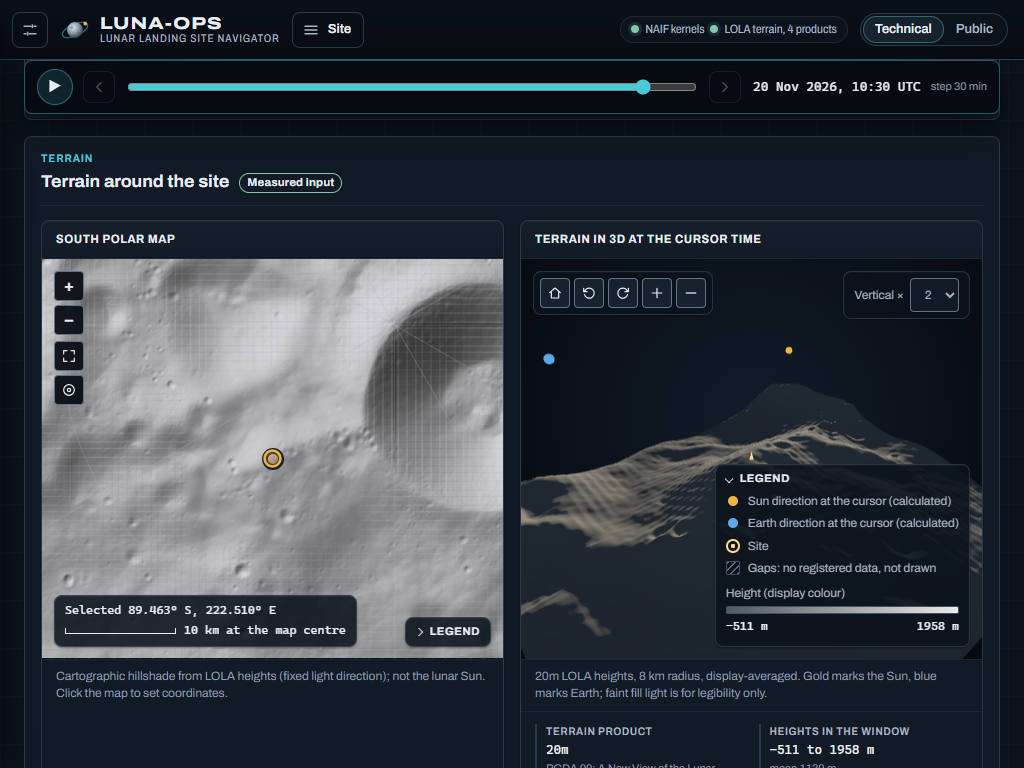 LUNA-OPS
LUNAR LANDING SITE NAVIGATOR
Site
NAIF kernels
LOLA terrain, 4 products
Technical
Public
20 Nov 2026, 10:30 UTC
step 30 min
TERRAIN
Terrain around the site
Measured input
SOUTH POLAR MAP
Selected 89.463° S, 222.510° E
10 km at the map centre
LEGEND
Cartographic hillshade from LOLA heights (fixed light direction); not the lunar Sun.
Click the map to set coordinates.
TERRAIN IN 3D AT THE CURSOR TIME
Vertical ×
2
LEGEND
Sun direction at the cursor (calculated)
Earth direction at the cursor (calculated)
Site
Gaps: no registered data, not drawn
Height (display colour)
−511 m
1958 m
20m LOLA heights, 8 km radius, display-averaged. Gold marks the Sun, blue
marks Earth; faint fill light is for legibility only.
TERRAIN PRODUCT
20m
HEIGHTS IN THE WINDOW
−511 to 1958 m